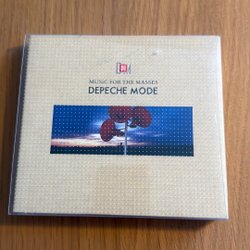 MUSIC FOR THE MASSES
DEPECHE MODE